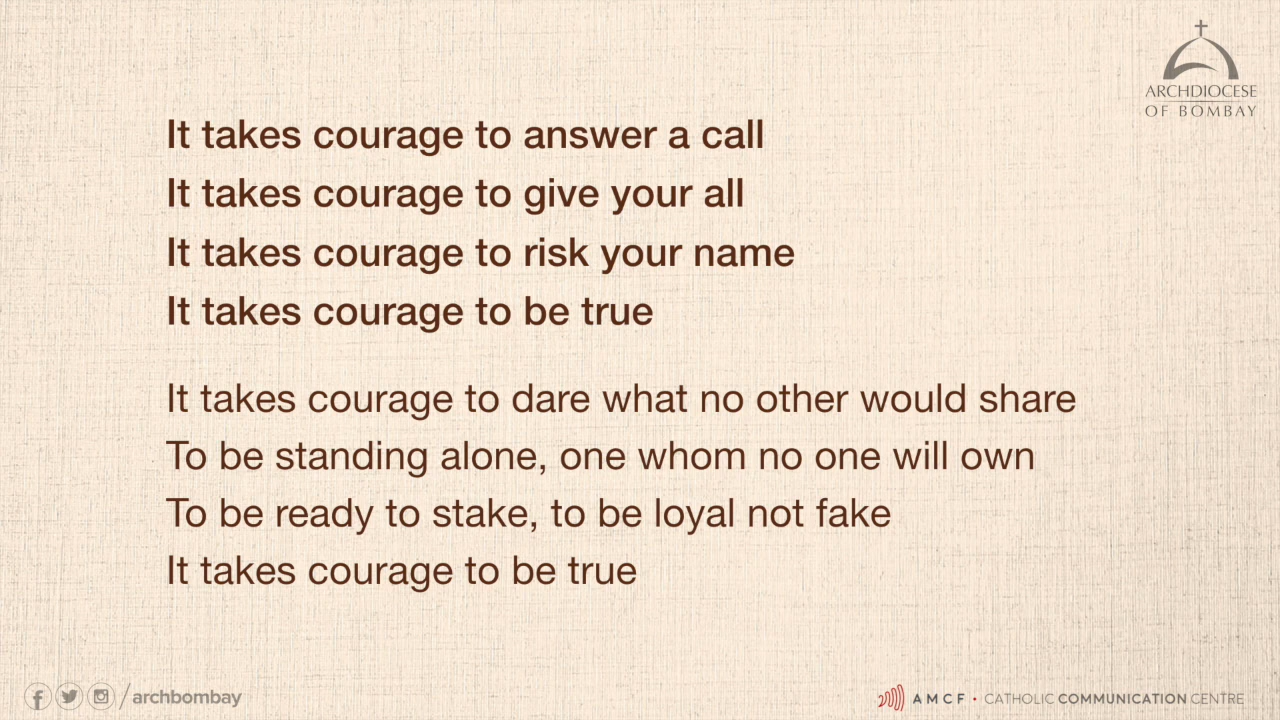 ARCHDIOCESE
OF BOMBAY
It takes courage to answer a call
It takes courage to give your all
It takes courage to risk your name
It takes courage to be true
It takes courage to dare what no other would share
To be standing alone, one whom no one will own
To be ready to stake, to be loyal not fake
It takes courage to be true
/archbombay
AMCF · CATHOLIC COMMUNICATION CENTRE